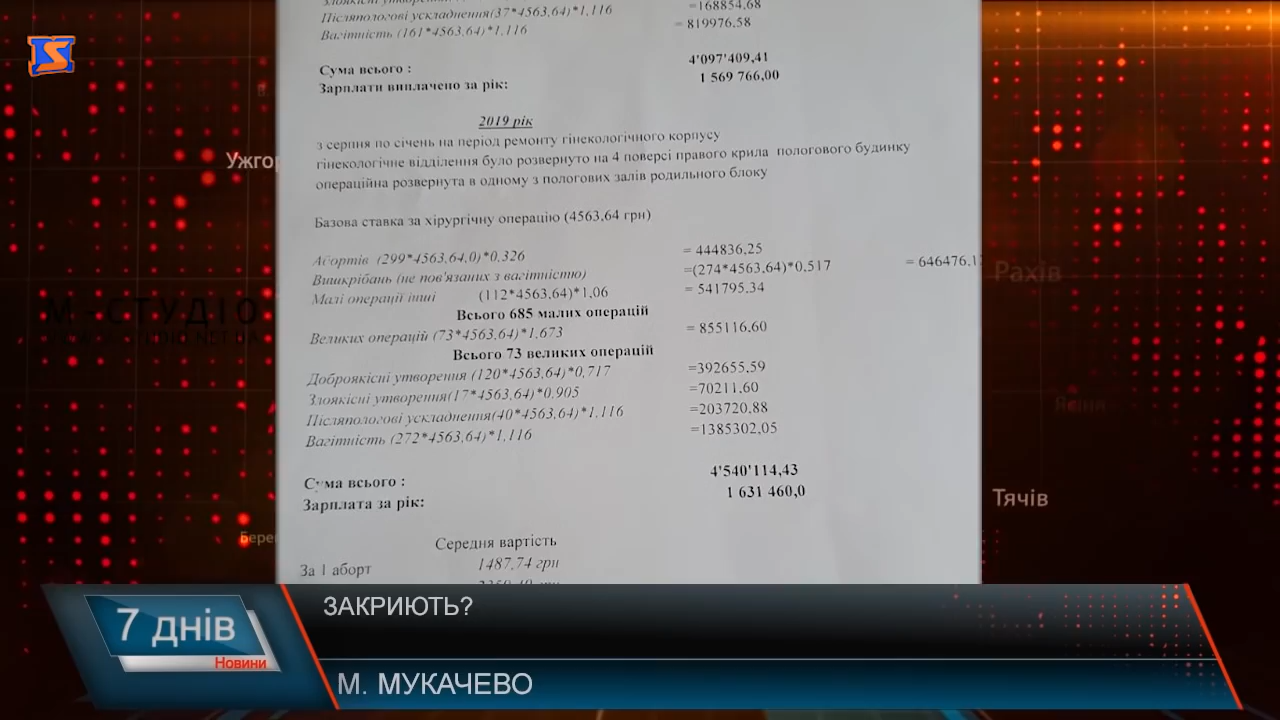 Післяпологові ускладнення(37*4563,64)*1,116 =168854,68
Вагітність (161*4563,64)*1,116 = 819976,58
Сума всього : 4'097'409,41
Зарплати виплачено за рік: 1 569 766,00
2019 рік
з серпня по січень на період ремонту гінекологічного корпусу
гінекологічне відділення було розвернуто на 4 поверсі правого крила пологового будинку
операційна розвернута в одному з пологових залів родильного блоку
Базова ставка за хірургічну операцію (4563,64 грн)
Абортів (299*4563,64,0)*0,326 = 444836,25
Вишкрібань (не пов'язаних з вагітністю) =(274*4563,64)*0,517 = 646476,1
Малі операції інші (112*4563,64)*1,06 = 541795,34
Всього 685 малих операцій
Великих операцій (73*4563,64)*1,673 = 855116,60
Всього 73 великих операцій
Доброякісні утворення (120*4563,64)*0,717 =392655,59
Злоякісні утворення(17*4563,64)*0,905 =70211,60
Післяпологові ускладнення(40*4563,64)*1,116 =203720,88
Вагітність (272*4563,64)*1,116 =1385302,05
Сума всього : 4'540'114,43
Зарплата за рік: 1 631 460,0
Середня вартість
За 1 аборт 1487,74 грн
Ужгор
Рахів
М-СТУДІО
Ясіня
Тячів
Берег
7 днів
Новини
ЗАКРИЮТЬ?
М. МУКАЧЕВО